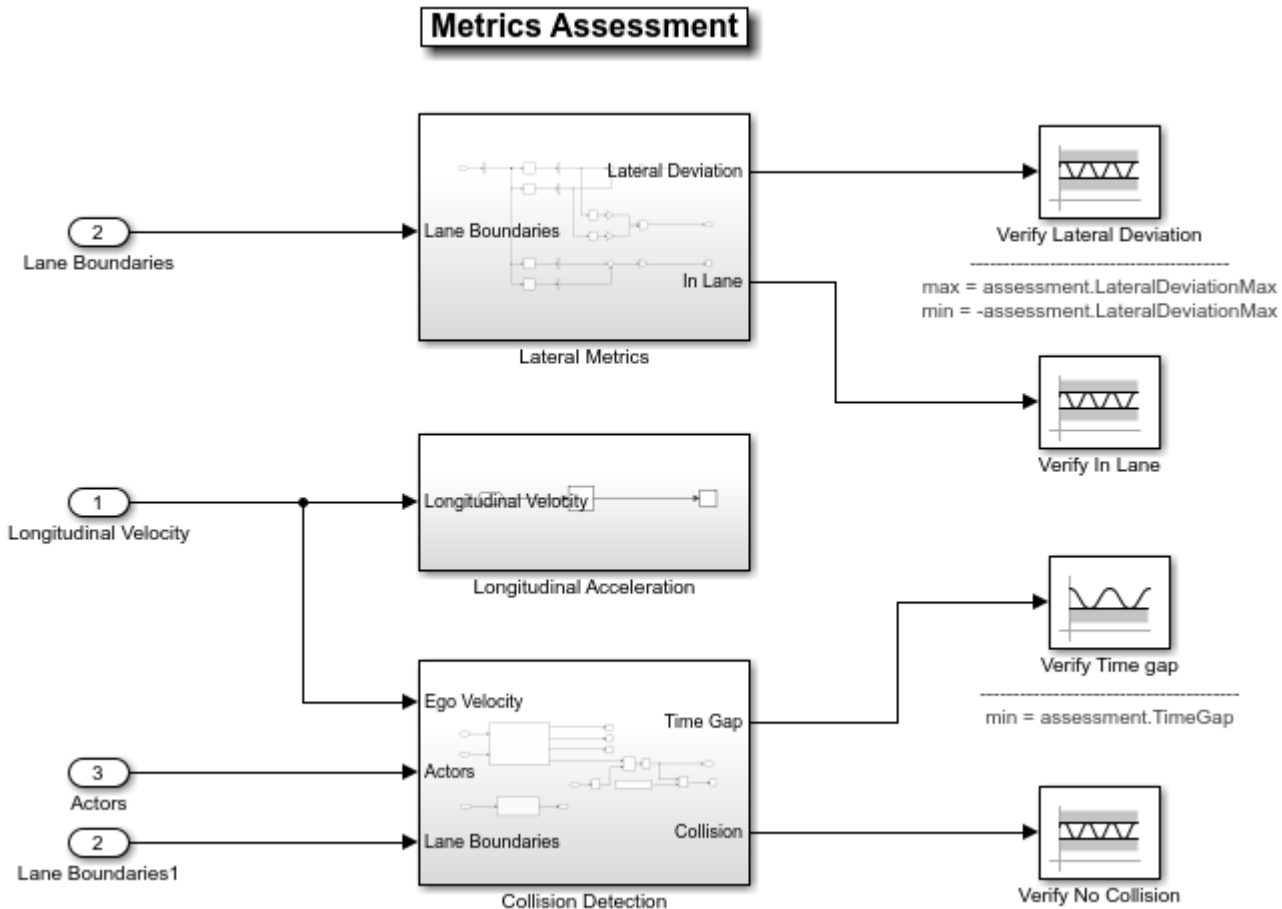 Metrics Assessment
Lateral Deviation
2
Lane Boundaries
Lane Boundaries
In Lane
Lateral Metrics
Verify Lateral Deviation
----------------------------------------
max = assessment.LateralDeviationMax
min = -assessment.LateralDeviationMax
Verify In Lane
1
Longitudinal Velocity
Longitudinal Velocity
Longitudinal Acceleration
Ego Velocity
Time Gap
Verify Time gap
----------------------------------------
min = assessment.TimeGap
3
Actors
Actors
2
Lane Boundaries1
Lane Boundaries
Collision
Collision Detection
Verify No Collision